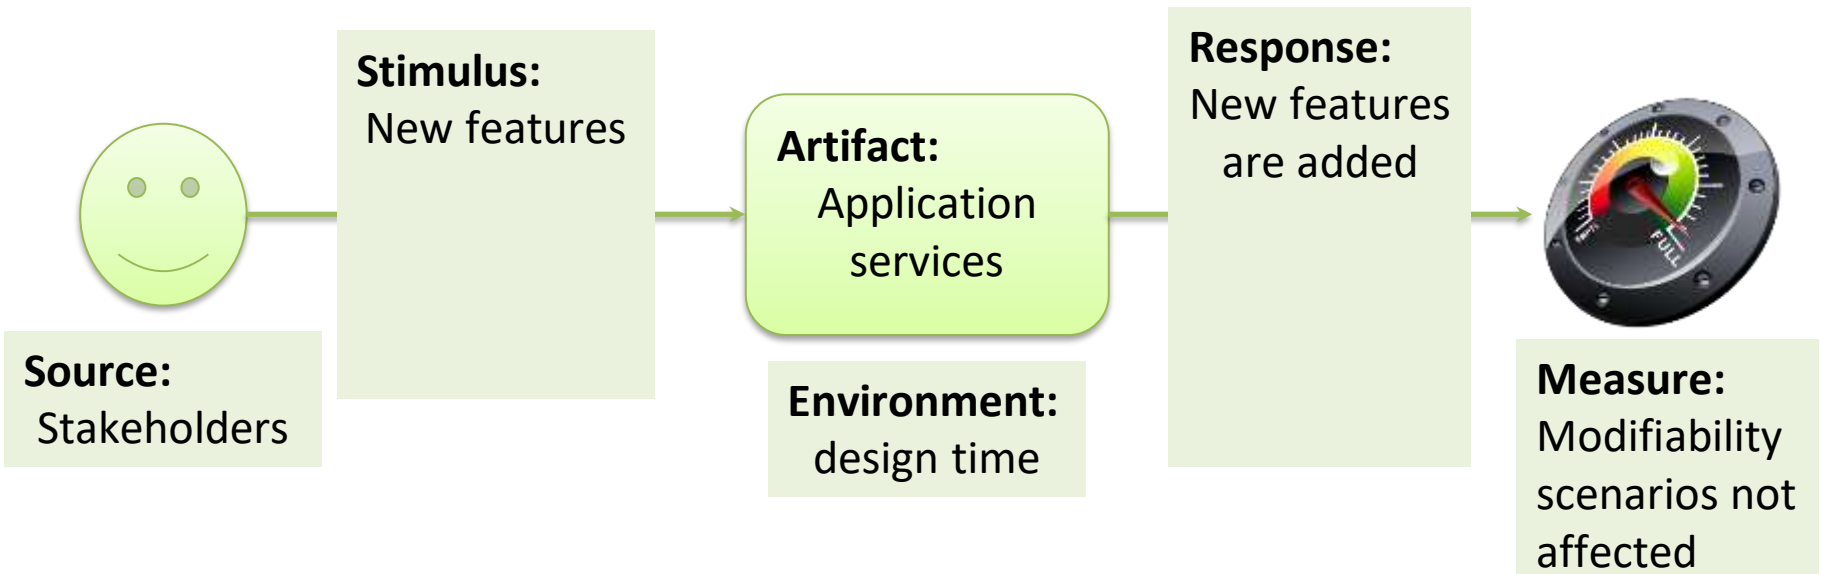 Source:
Stakeholders
Stimulus:
New features
Artifact:
Application
services
Environment:
design time
Response:
New features
are added
FULL
Measure:
Modifiability
scenarios not
affected